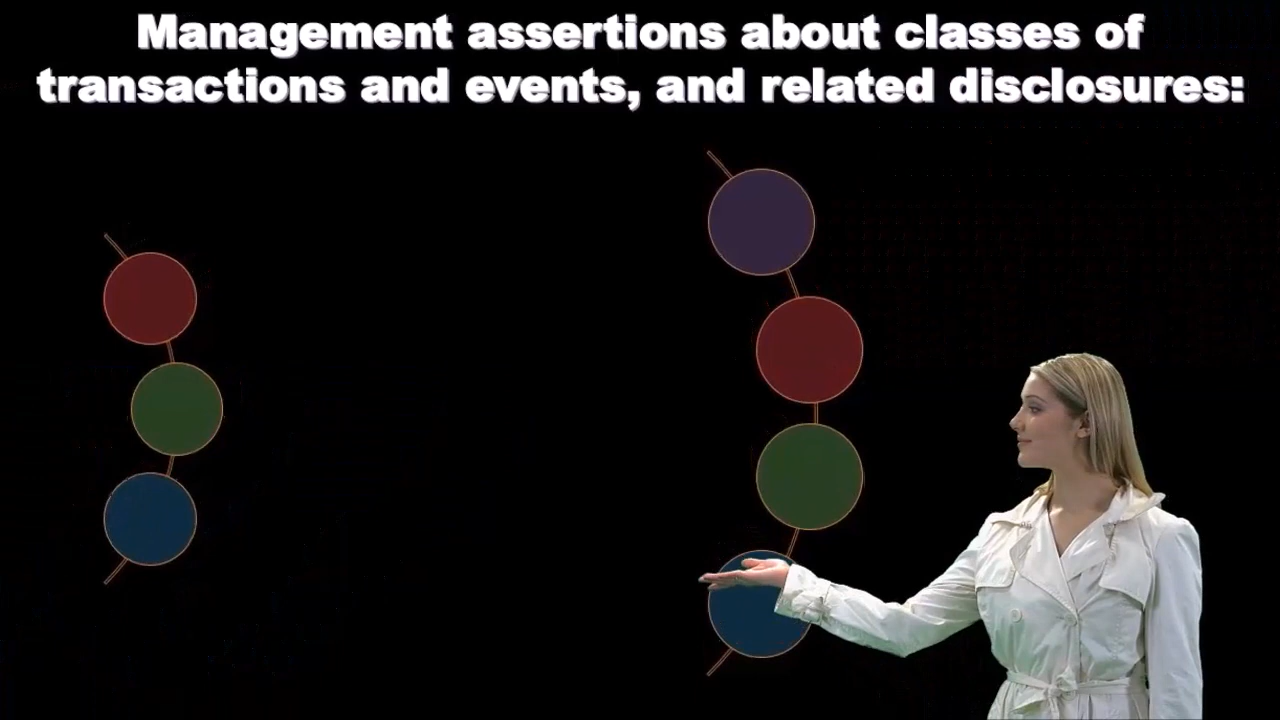 Management assertions about classes of
transactions and events, and related disclosures: